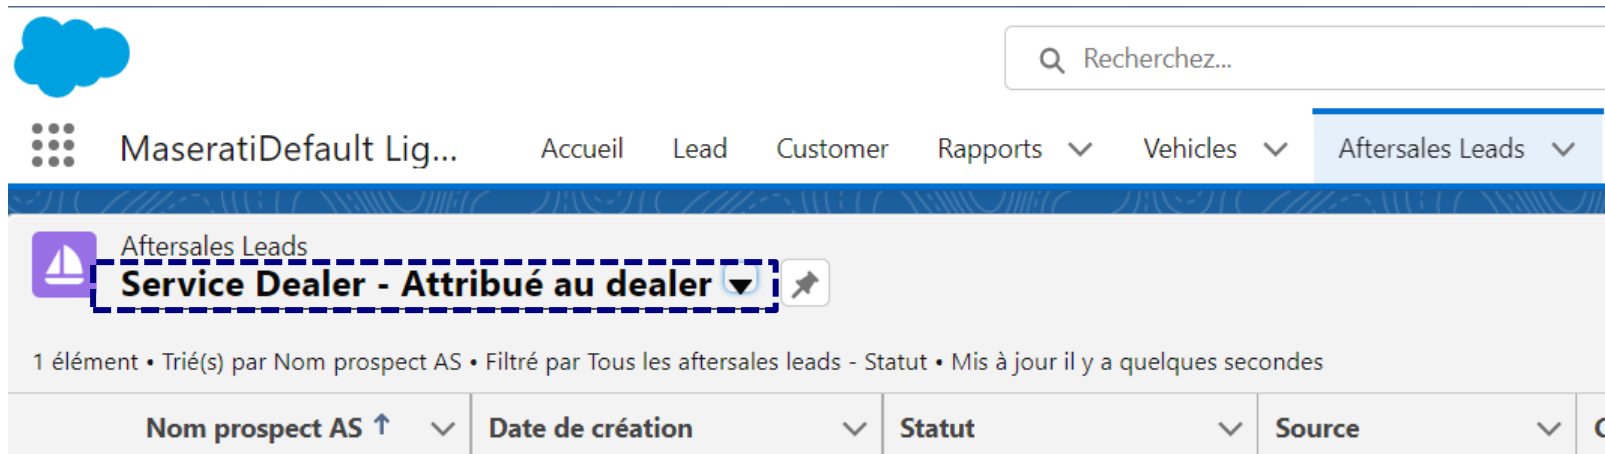 Recherchez...
MaseratiDefault Lig... Accueil Lead Customer Rapports Vehicles Aftersales Leads
Aftersales Leads
Service Dealer - Attribué au dealer
1 élément • Trié(s) par Nom prospect AS • Filtré par Tous les aftersales leads - Statut • Mis à jour il y a quelques secondes
Nom prospect AS ↑ Date de création Statut Source